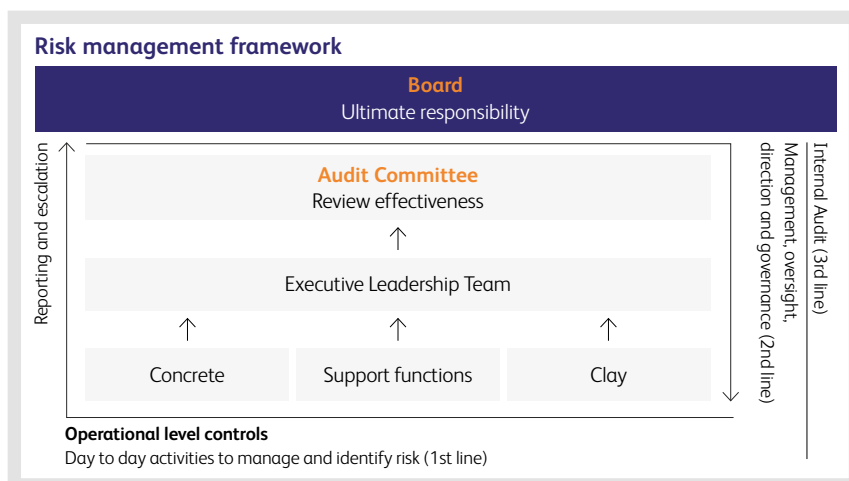 Risk management framework
Board
Ultimate responsibility
Reporting and escalation
Audit Committee
Review effectiveness
Executive Leadership Team
Concrete
Support functions
Clay
Management, oversight,
direction and governance (2nd line)
Internal Audit (3rd line)
Operational level controls
Day to day activities to manage and identify risk (1st line)